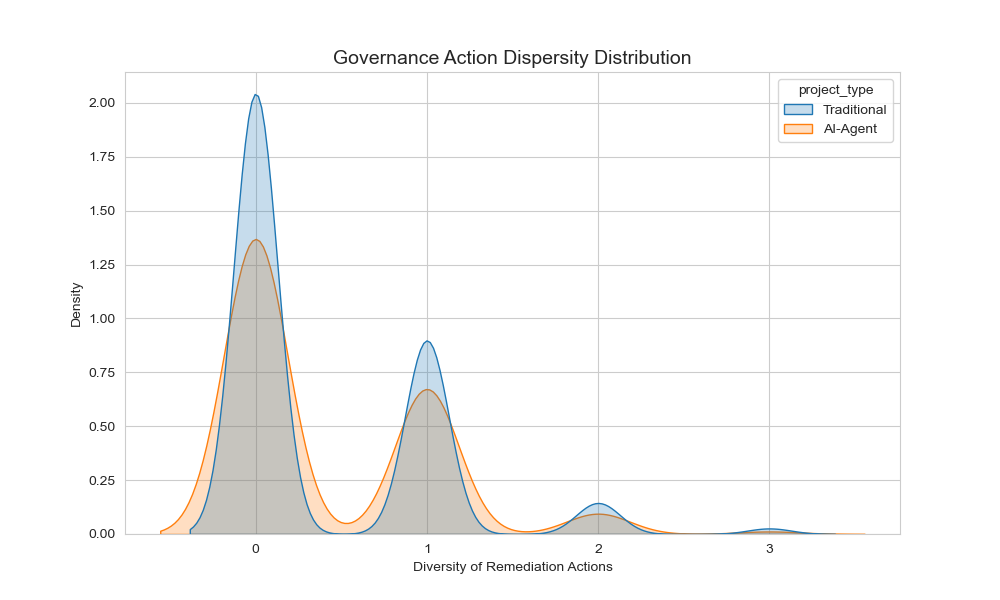 Governance Action Dispersity Distribution
project_type
Traditional
AI-Agent
Density
2.00
1.75
1.50
1.25
1.00
0.75
0.50
0.25
0.00
0 1 2 3
Diversity of Remediation Actions